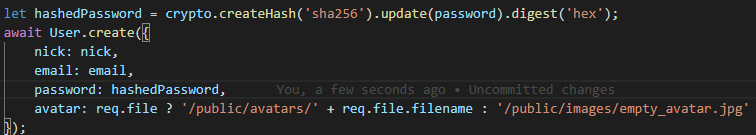 let hashedPassword = crypto.createHash('sha256').update(password).digest('hex');
await User.create({
    nick: nick,
    email: email,
    password: hashedPassword,        You, a few seconds ago • Uncommitted changes
    avatar: req.file ? '/public/avatars/' + req.file.filename : '/public/images/empty_avatar.jpg'
});